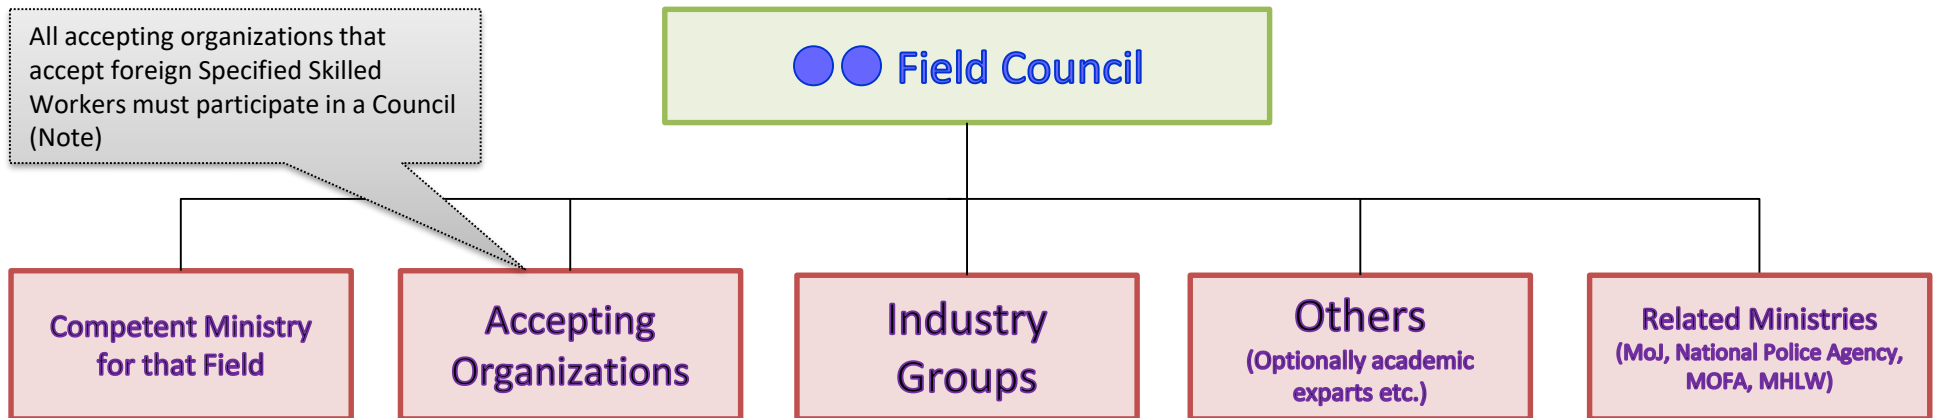 All accepting organizations that
accept foreign Specified Skilled
Workers must participate in a Council
(Note)
●● Field Council
Competent Ministry
for that Field
Accepting
Organizations
Industry
Groups
Others
(Optionally academic
exparts etc.)
Related Ministries
(MoJ, National Police Agency,
MOFA, MHLW)